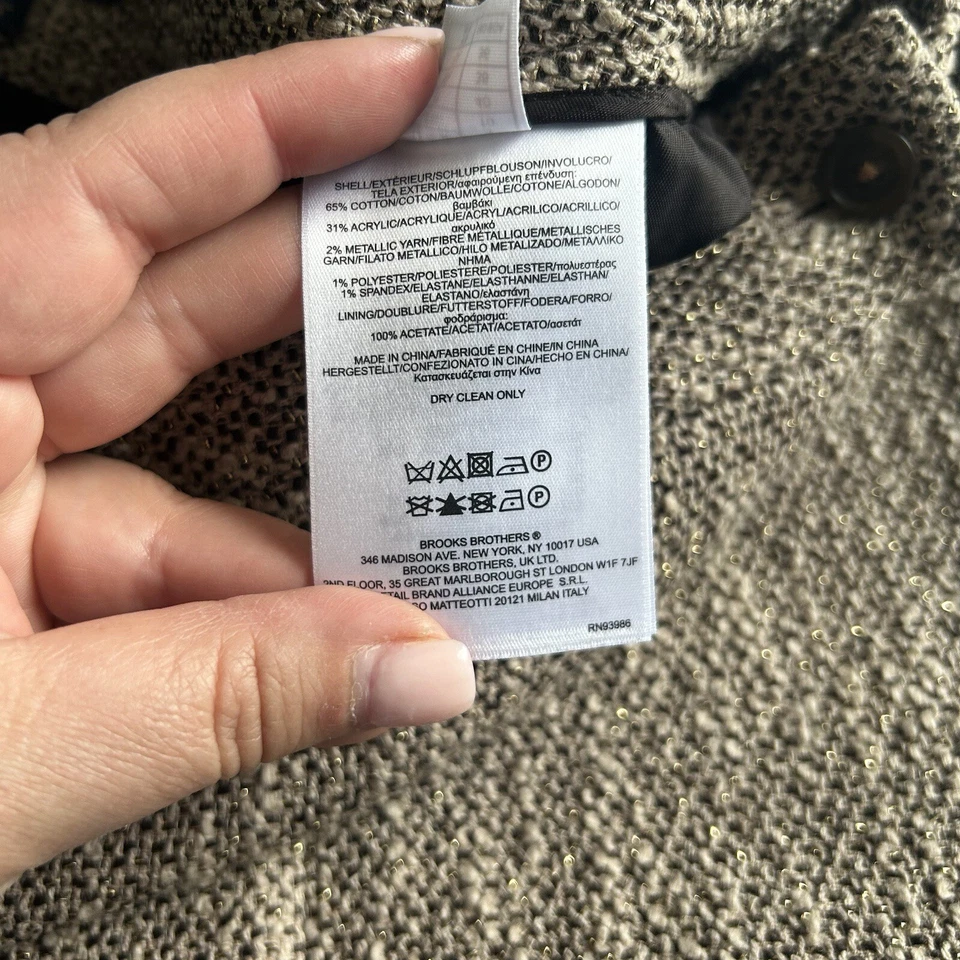 SHELL/EXTÉRIEUR/SCHLUPFBLOUSON/INVOLUCRO/
TELA EXTERIOR/αφαιρούμενη επένδυση:
65% COTTON/COTON/BAUMWOLLE/COTONE/ALGODON/
βαμβάκι
31% ACRYLIC/ACRYLIQUE/ACRYL/ACRILICO/ACRILLICO/
ακρυλικό
2% METALLIC YARN/FIBRE MÉTALLIQUE/METALLISCHES
GARN/FILATO METALLICO/HILO METALIZADO/ΜΕΤΑΛΛΙΚΟ
ΝΗΜΑ
1% POLYESTER/POLIESTERE/POLIESTER/πολυεστέρας
1% SPANDEX/ELASTANE/ELASTHANNE/ELASTHAN/
ELASTANO/ελαστάνη
LINING/DOUBLURE/FUTTERSTOFF/FODERA/FORRO/
φοδράρισμα:
100% ACETATE/ACETAT/ACETATO/ασετάτ
MADE IN CHINA/FABRIQUÉ EN CHINE/IN CHINA
HERGESTELLT/CONFEZIONATO IN CINA/HECHO EN CHINA/
Κατασκευάζεται στην Κίνα
DRY CLEAN ONLY
P
P
BROOKS BROTHERS ®
346 MADISON AVE. NEW YORK, NY 10017 USA
BROOKS BROTHERS, UK LTD.
2ND FLOOR, 35 GREAT MARLBOROUGH ST LONDON W1F 7JF
BRAND ALLIANCE EUROPE S.R.L.
MATTEOTTI 20121 MILAN ITALY
RN93986